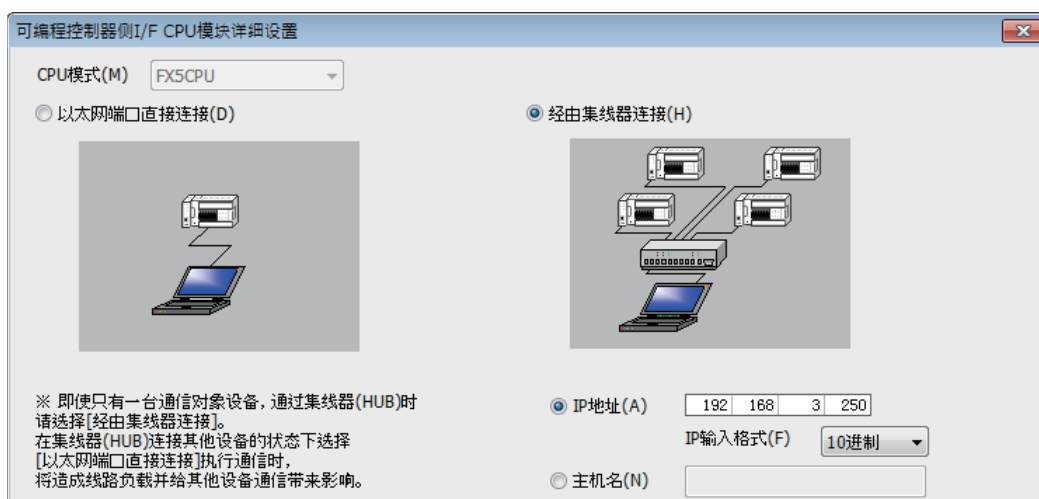 可编程控制器侧I/F CPU模块详细设置
CPU模式(M) FX5CPU
以太网端口直接连接(D)
经由集线器连接(H)
※ 即使只有一台通信对象设备,通过集线器(HUB)时
请选择[经由集线器连接]。
在集线器(HUB)连接其他设备的状态下选择
[以太网端口直接连接]执行通信时,
将造成线路负载并给其他设备通信带来影响。
IP地址(A) 192 168 3 250
IP输入格式(F) 10进制
主机名(N)